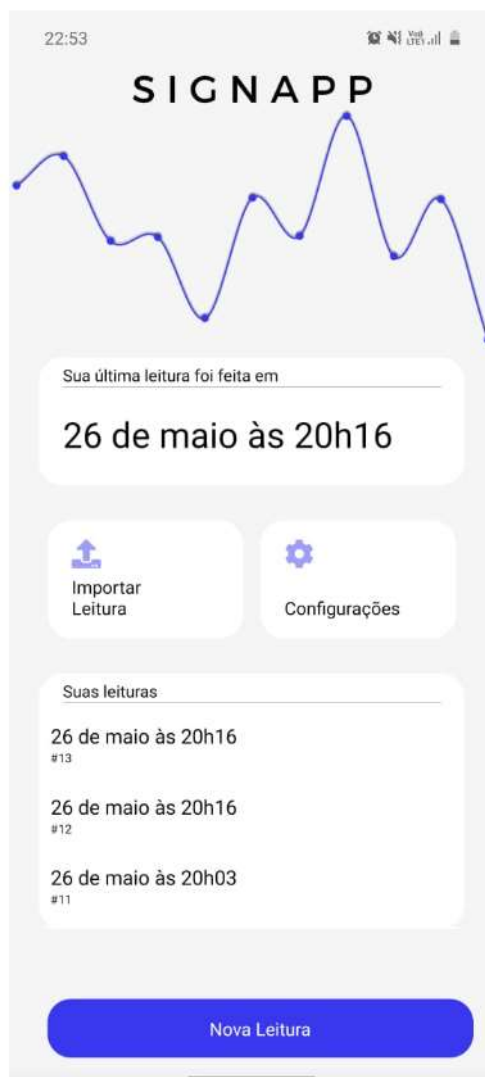 22:53
Vod
LTE1
SIGNAPP
Sua última leitura foi feita em
26 de maio às 20h16
Importar
Leitura
Configurações
Suas leituras
26 de maio às 20h16
#13
26 de maio às 20h16
#12
26 de maio às 20h03
#11
Nova Leitura